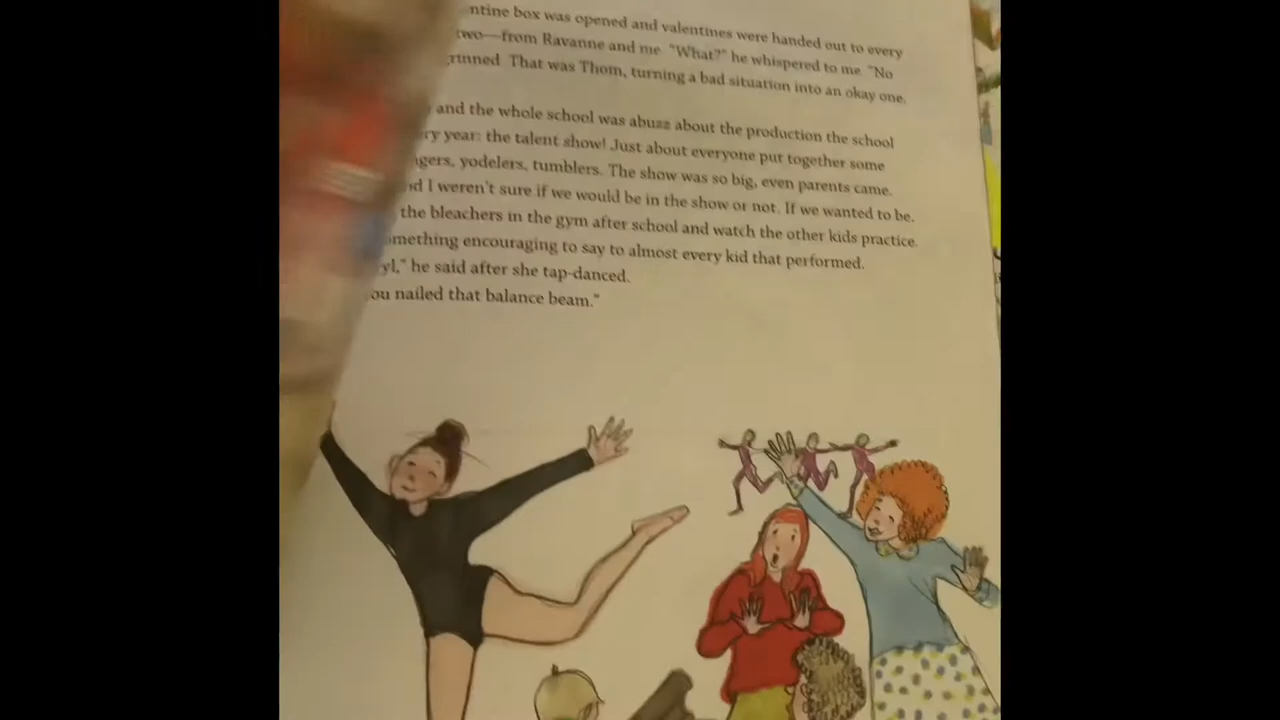 ntine box was opened and valentines were handed out to every
two—from Ravanne and me. "What?" he whispered to me. "No
rinned. That was Thom, turning a bad situation into an okay one.
and the whole school was abuzz about the production the school
ry year: the talent show! Just about everyone put together some
gers, yodelers, tumblers. The show was so big, even parents came.
nd I weren't sure if we would be in the show or not. If we wanted to be.
the bleachers in the gym after school and watch the other kids practice.
mething encouraging to say to almost every kid that performed.
yl," he said after she tap-danced.
ou nailed that balance beam."